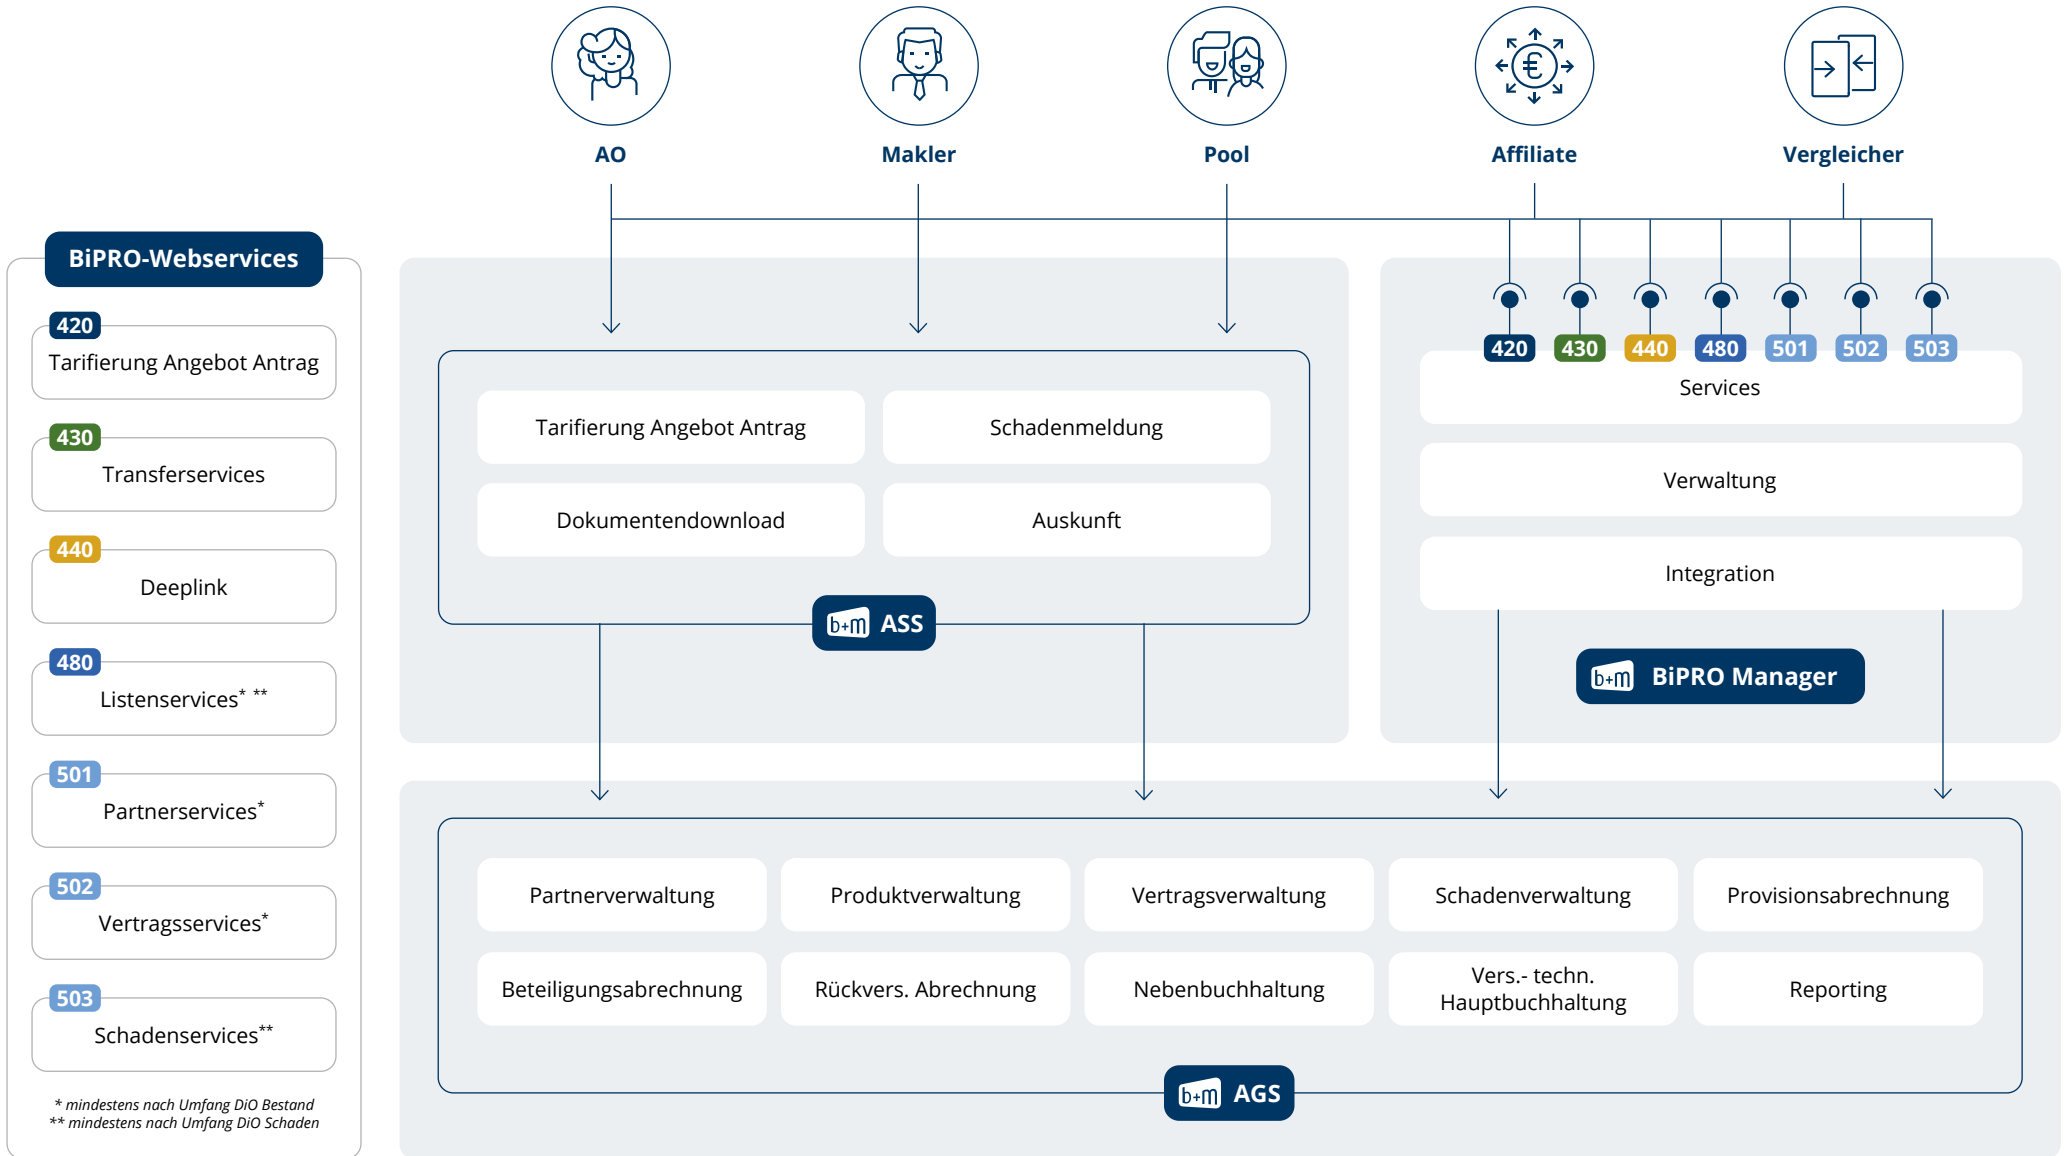 AO
Makler
Pool
Affiliate
Vergleicher
BiPRO-Webservices
420
Tarifierung Angebot Antrag
430
Transferservices
440
Deeplink
480
Listenservices* **
501
Partnerservices*
502
Vertragsservices*
503
Schadenservices**
* mindestens nach Umfang DiO Bestand
** mindestens nach Umfang DiO Schaden
Tarifierung Angebot Antrag
Schadenmeldung
Dokumentendownload
Auskunft
b+m ASS
420 430 440 480 501 502 503
Services
Verwaltung
Integration
b+m BiPRO Manager
Partnerverwaltung
Produktverwaltung
Vertragsverwaltung
Schadenverwaltung
Provisionsabrechnung
Beteiligungsabrechnung
Rückvers. Abrechnung
Nebenbuchhaltung
Vers.- techn.
Hauptbuchhaltung
Reporting
b+m AGS